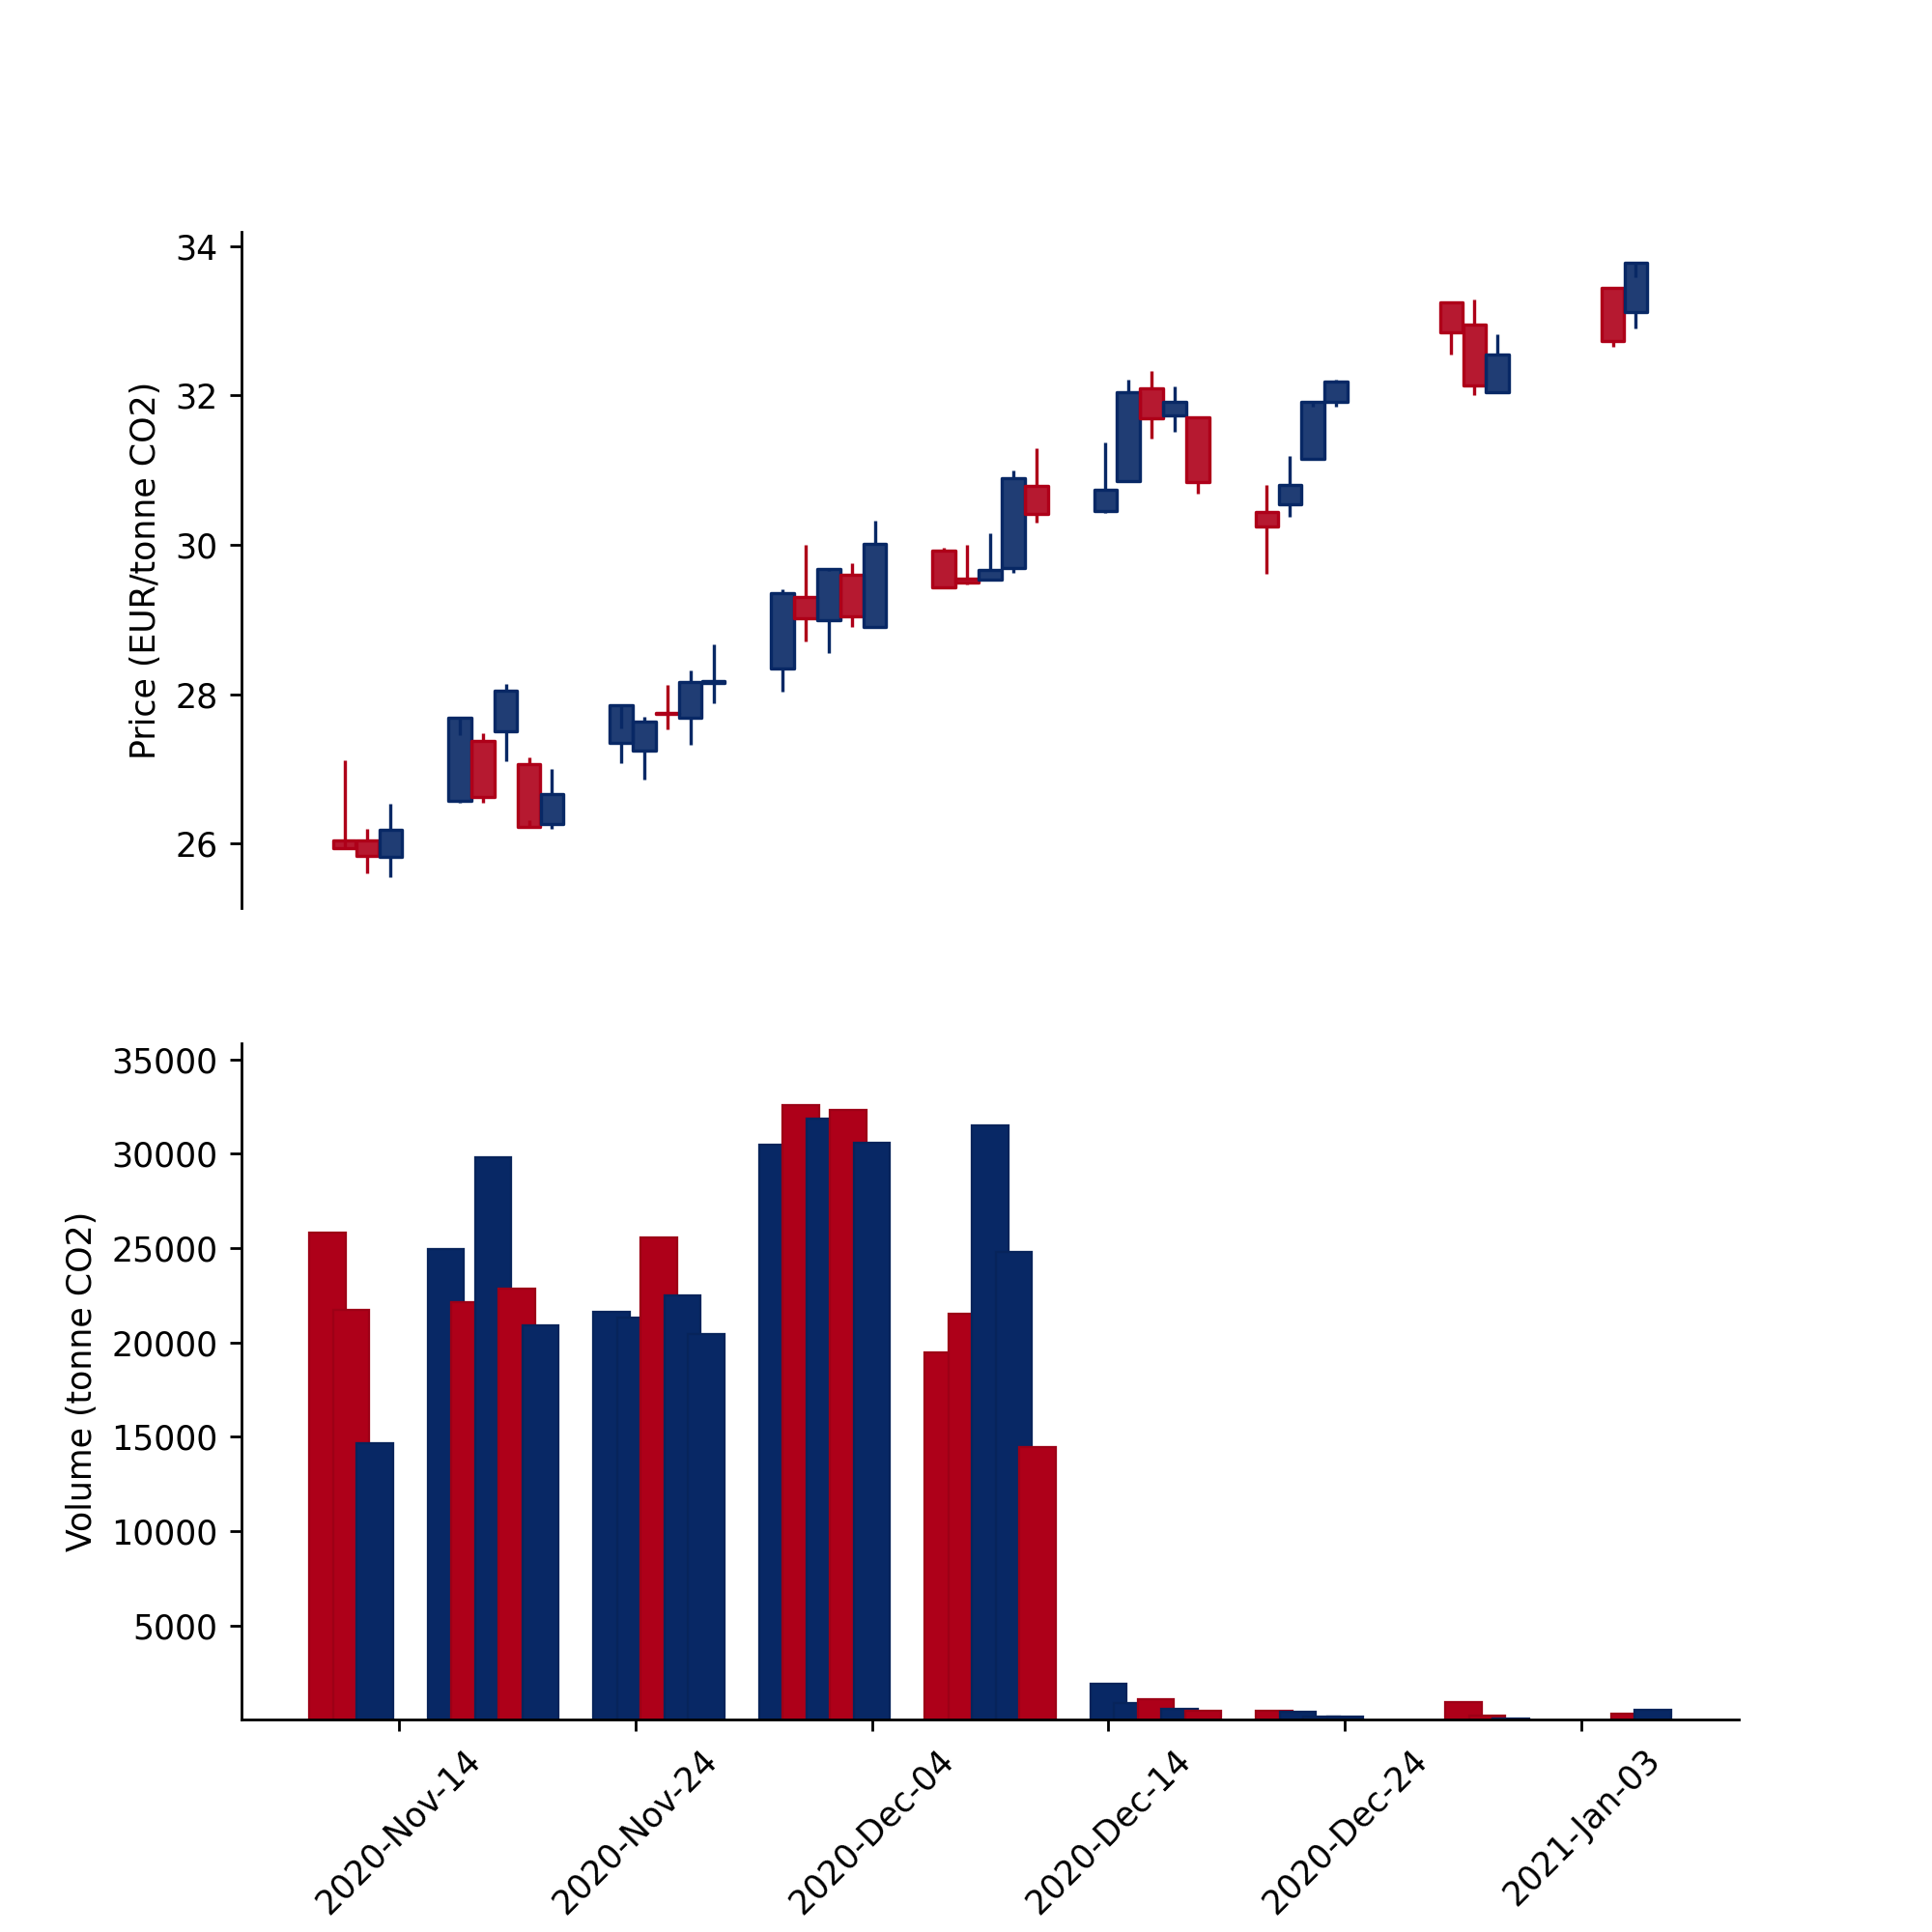 34
32
30
28
26
Price (EUR/tonne CO2)
35000
30000
25000
20000
15000
10000
5000
Volume (tonne CO2)
2020-Nov-14
2020-Nov-24
2020-Dec-04
2020-Dec-14
2020-Dec-24
2021-Jan-03